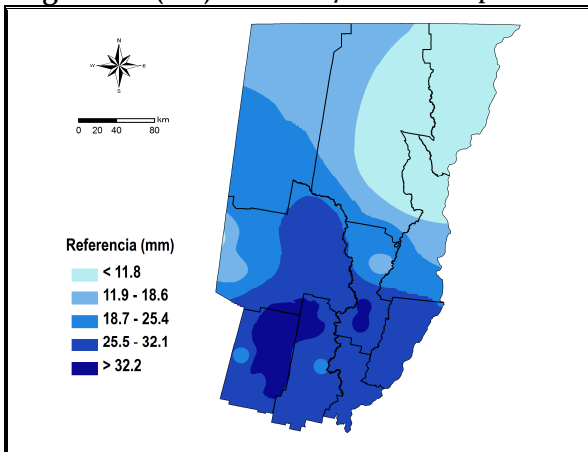 N
W E
S
km
0 20 40 80
Referencia (mm)
< 11.8
11.9 - 18.6
18.7 - 25.4
25.5 - 32.1
> 32.2